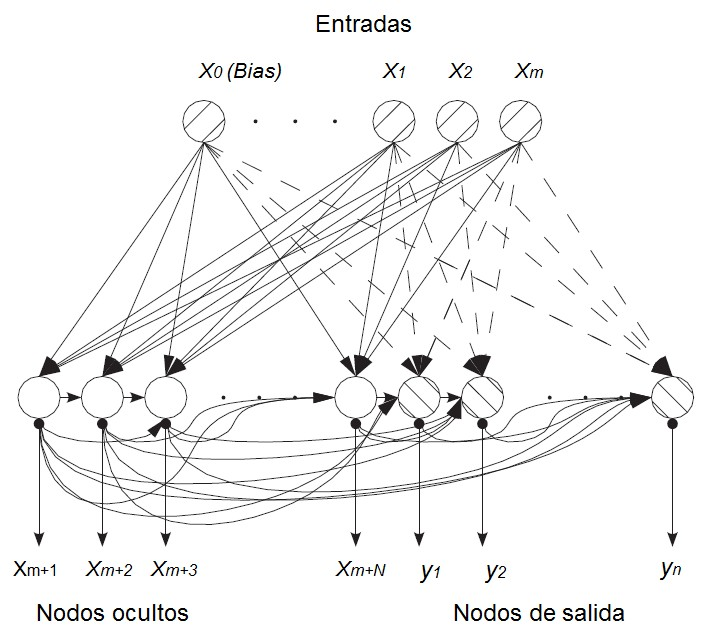 Entradas
X0 (Bias) X1 X2 Xm
Xm+1 Xm+2 Xm+3 Xm+N y1 y2 yn
Nodos ocultos Nodos de salida